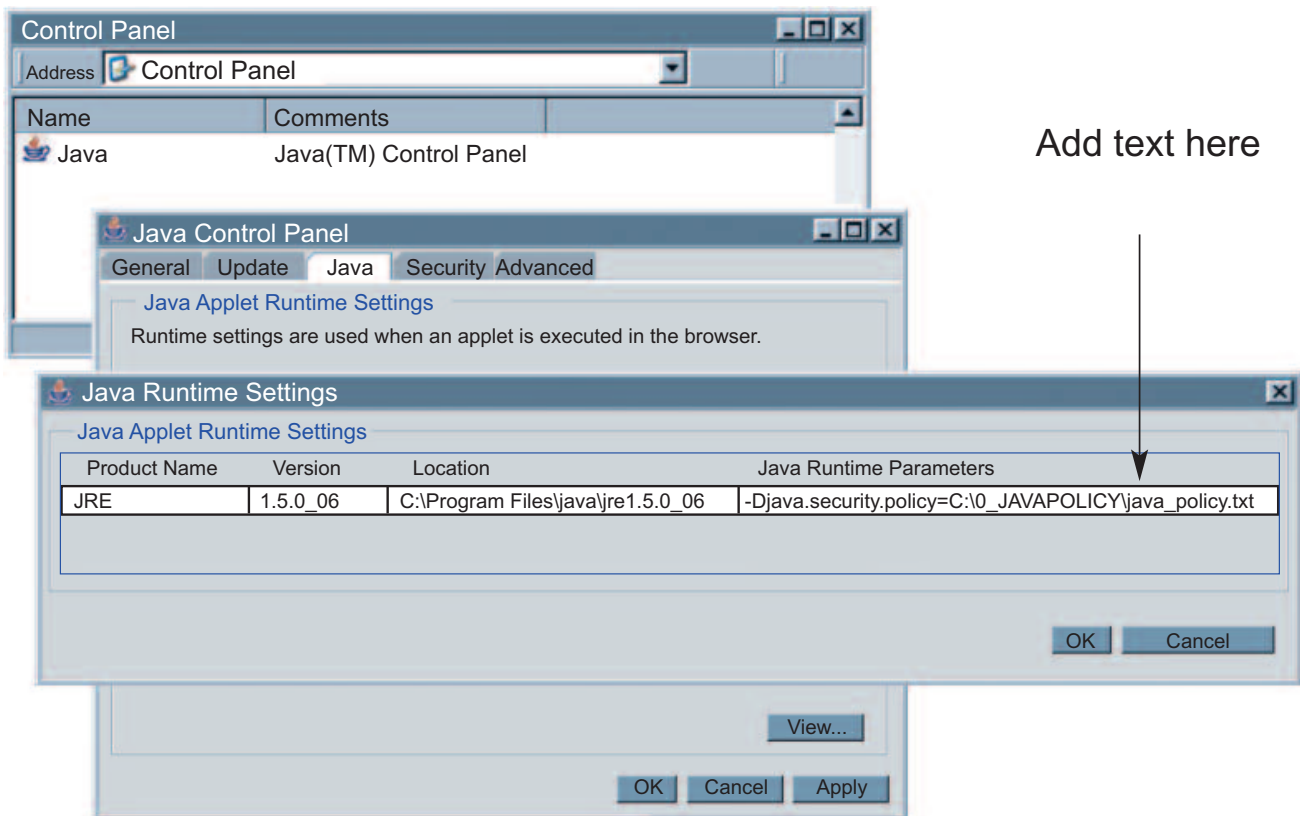 Control Panel
Address Control Panel
Name Comments
Java Java(TM) Control Panel
Add text here
Java Control Panel
General Update Java Security Advanced
Java Applet Runtime Settings
Runtime settings are used when an applet is executed in the browser.
Java Runtime Settings
Java Applet Runtime Settings
Product Name Version Location Java Runtime Parameters
JRE 1.5.0_06 C:\Program Files\java\jre1.5.0_06 -Djava.security.policy=C:\0_JAVAPOLICY\java_policy.txt
OK Cancel
View...
OK Cancel Apply